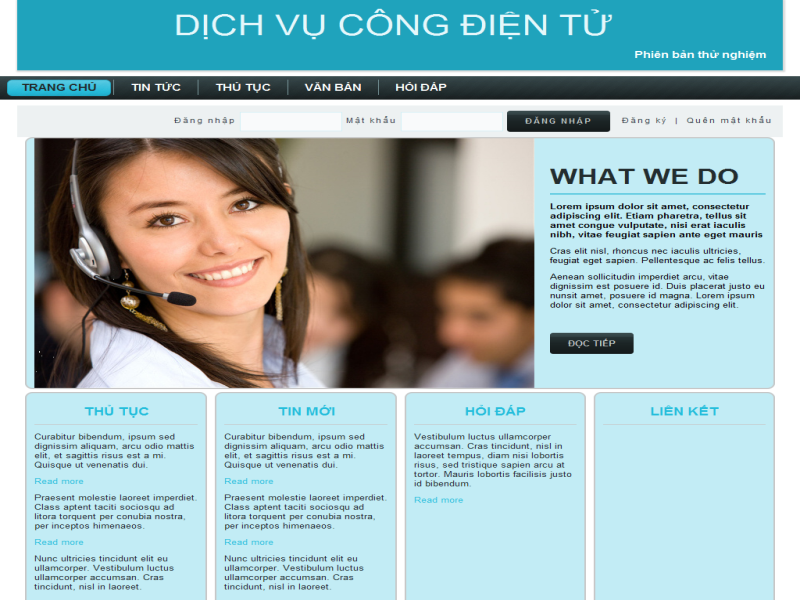 DỊCH VỤ CÔNG ĐIỆN TỬ
Phiên bản thử nghiệm
TRANG CHỦ TIN TỨC THỦ TỤC VĂN BẢN HỎI ĐÁP
Đăng nhập Mật khẩu ĐĂNG NHẬP Đăng ký | Quên mật khẩu
WHAT WE DO
Lorem ipsum dolor sit amet, consectetur
adipiscing elit. Etiam pharetra, tellus sit
amet congue vulputate, nisi erat iaculis
nibh, vitae feugiat sapien ante eget mauris
Cras elit nisl, rhoncus nec iaculis ultricies,
feugiat eget sapien. Pellentesque ac felis tellus.
Aenean sollicitudin imperdiet arcu, vitae
dignissim est posuere id. Duis placerat justo eu
nunsit amet, posuere id magna. Lorem ipsum
dolor sit amet, consectetur adipiscing elit.
ĐỌC TIẾP
THỦ TỤC
Curabitur bibendum, ipsum sed
dignissim aliquam, arcu odio mattis
elit, et sagittis risus est a mi.
Quisque ut venenatis dui.
Read more
Praesent molestie laoreet imperdiet.
Class aptent taciti sociosqu ad
litora torquent per conubia nostra,
per inceptos himenaeos.
Read more
Nunc ultricies tincidunt elit eu
ullamcorper. Vestibulum luctus
ullamcorper accumsan. Cras
tincidunt, nisl in laoreet.
TIN MỚI
Curabitur bibendum, ipsum sed
dignissim aliquam, arcu odio mattis
elit, et sagittis risus est a mi.
Quisque ut venenatis dui.
Read more
Praesent molestie laoreet imperdiet.
Class aptent taciti sociosqu ad
litora torquent per conubia nostra,
per inceptos himenaeos.
Read more
Nunc ultricies tincidunt elit eu
ullamcorper. Vestibulum luctus
ullamcorper accumsan. Cras
tincidunt, nisl in laoreet.
HỎI ĐÁP
Vestibulum luctus ullamcorper
accumsan. Cras tincidunt, nisl in
laoreet tempus, diam nisi lobortis
risus, sed tristique sapien arcu at
tortor. Mauris lobortis facilisis justo
id bibendum.
Read more
LIÊN KẾT